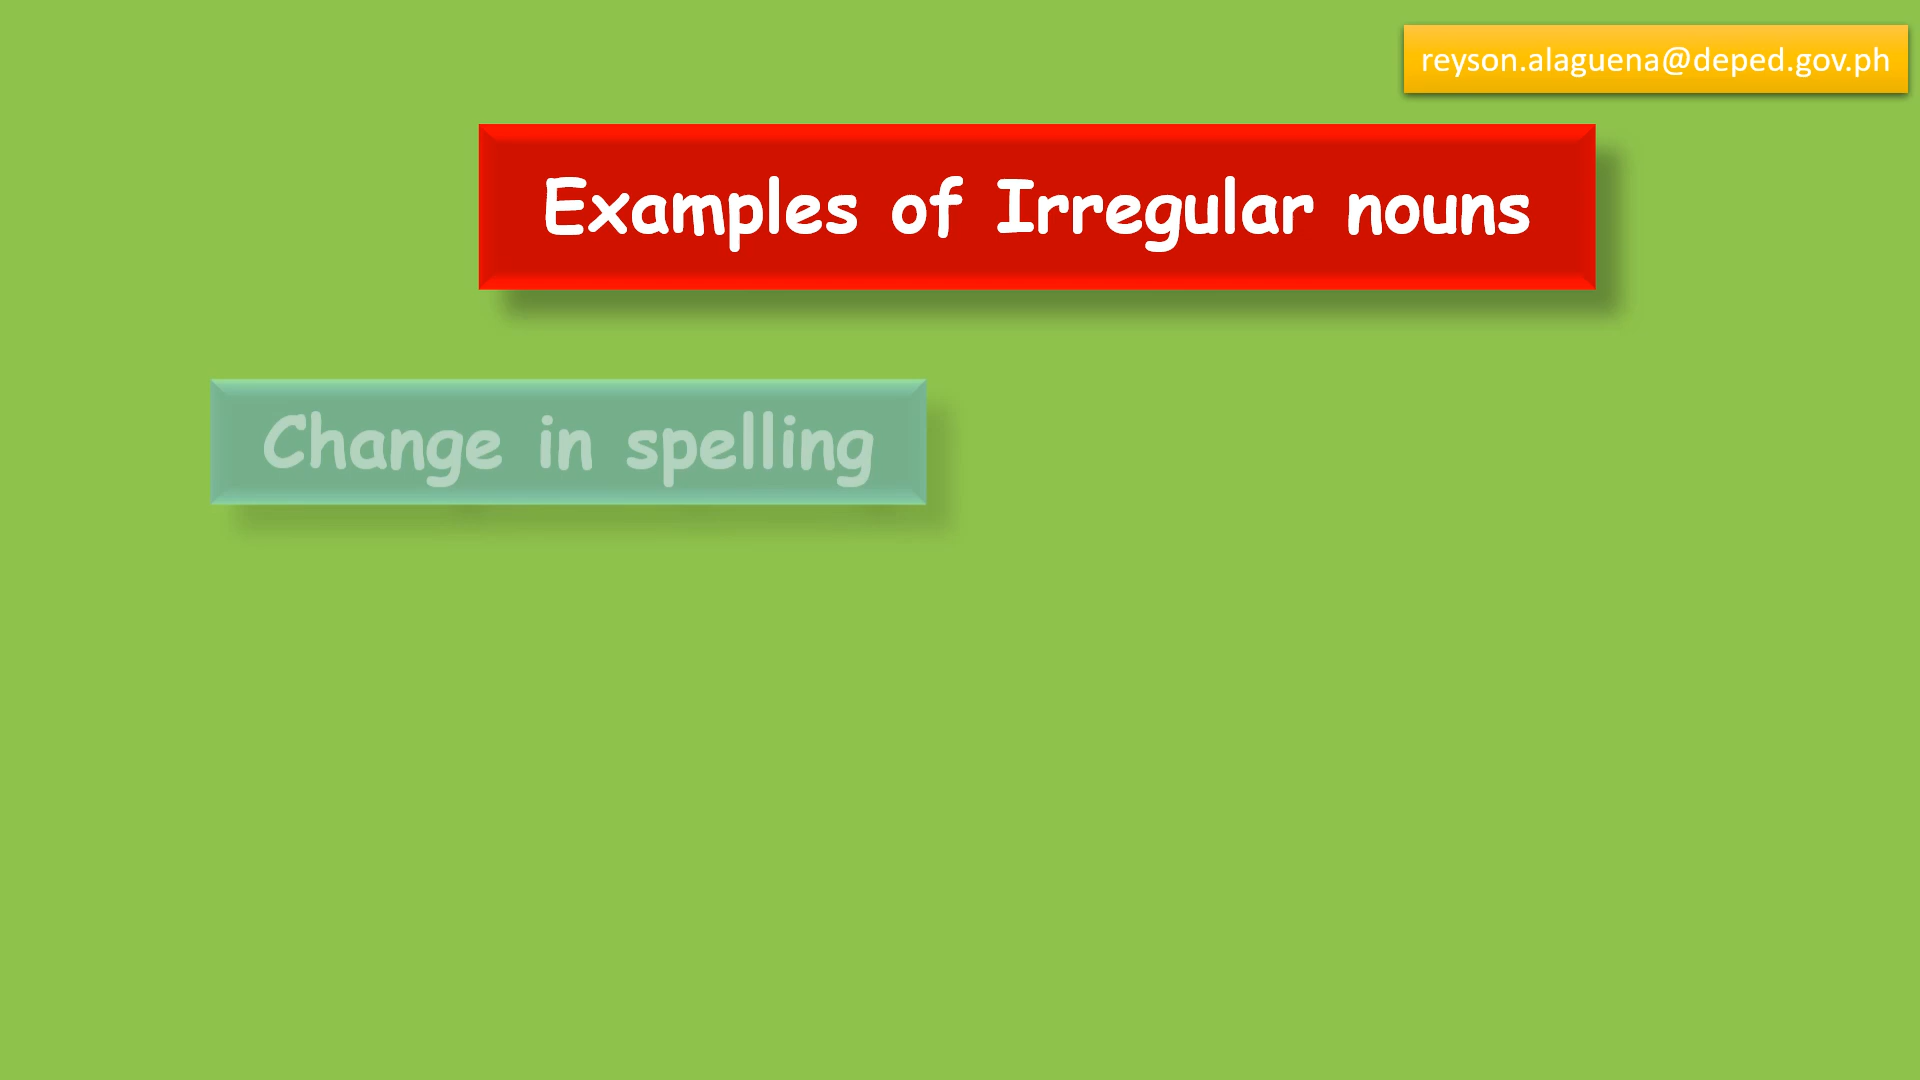 reyson.alaguena@deped.gov.ph
Examples of Irregular nouns
Change in spelling